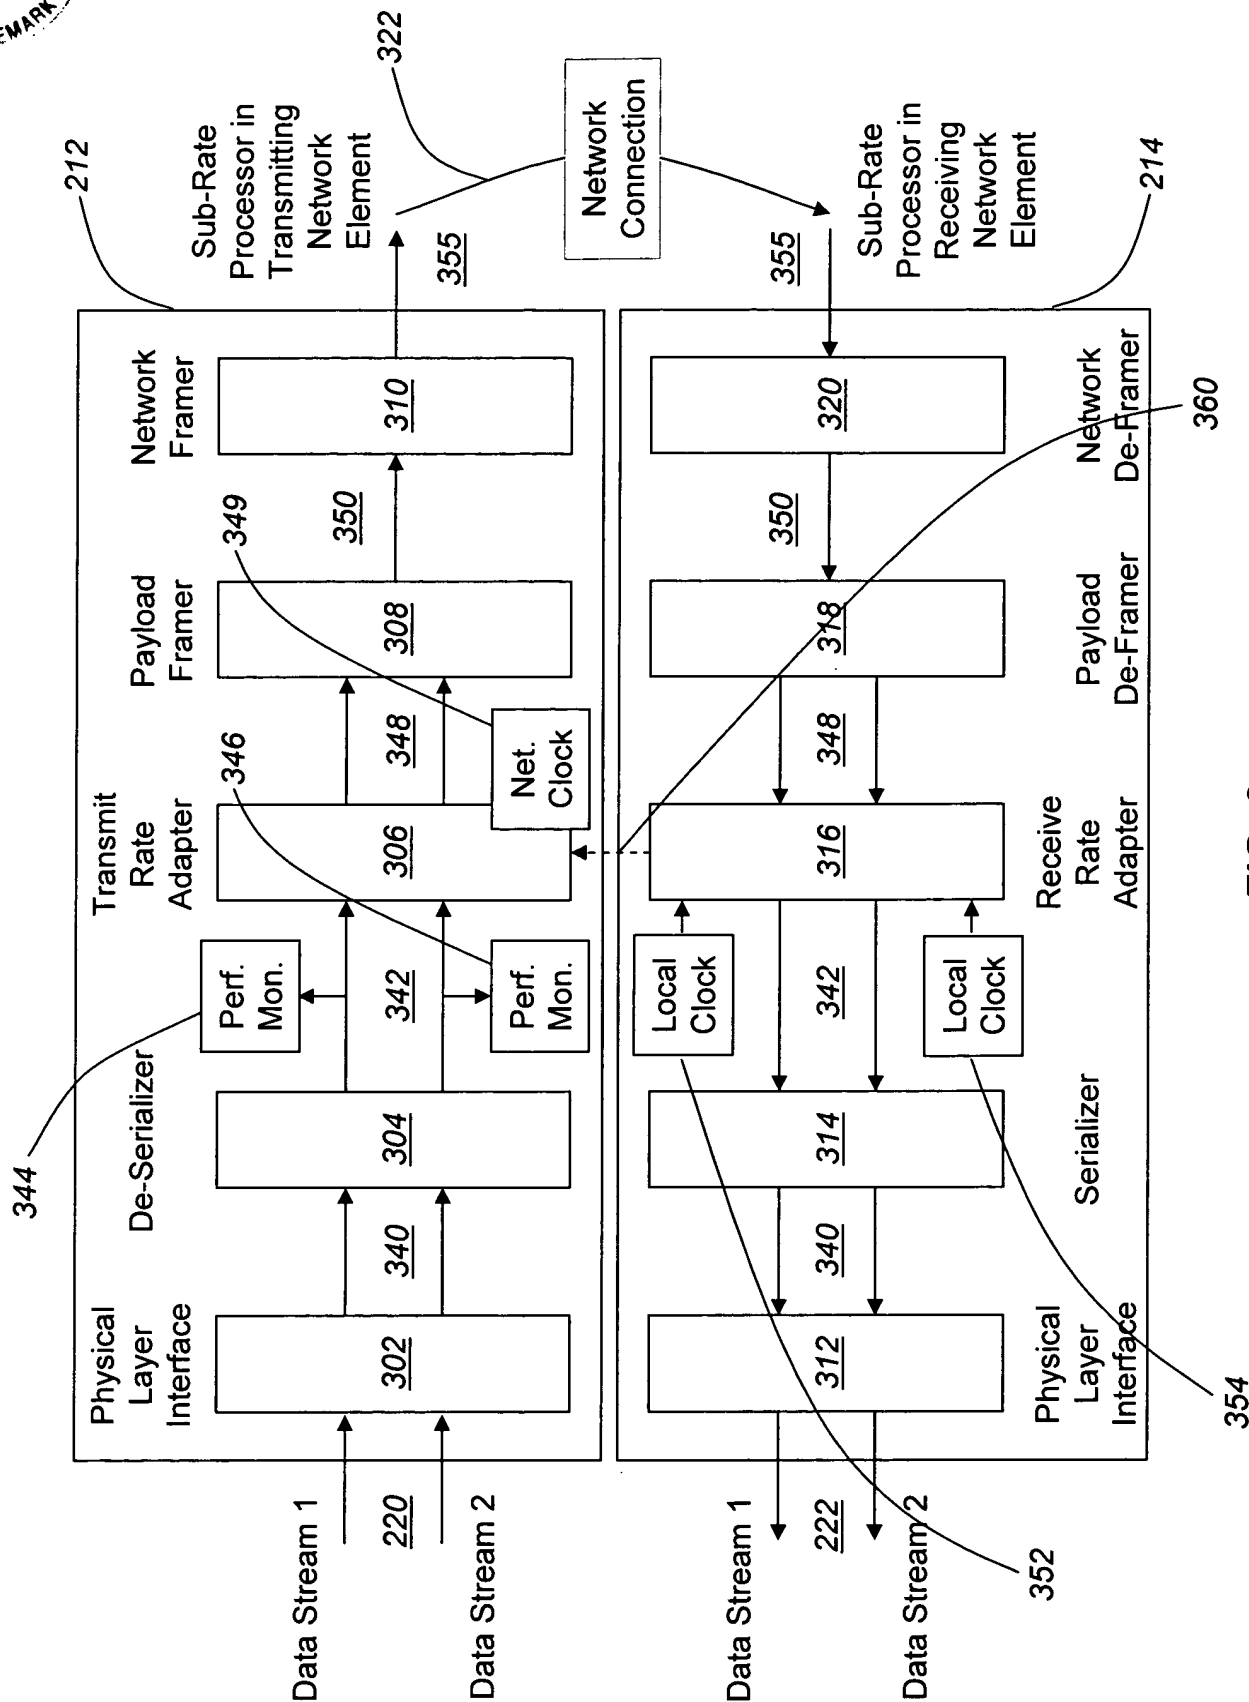 EMARK
322
212
Sub-Rate
Processor in
Transmitting
Network
Element
355
Network
Connection
Sub-Rate
Processor in
Receiving
Network
Element
355
214
Network
Framer
310
350
349
Payload
Framer
308
348
346
Net.
Clock
Transmit
Rate
Adapter
306
Perf.
Mon.
342
Perf.
Mon.
344
De-Serializer
304
340
Physical
Layer
Interface
302
Data Stream 1
220
Data Stream 2
320
Network
De-Framer
360
350
318
Payload
De-Framer
348
316
Receive
Rate
Adapter
Local
Clock
342
Local
Clock
314
Serializer
340
312
Physical
Layer
Interface
354
352
Data Stream 1
222
Data Stream 2